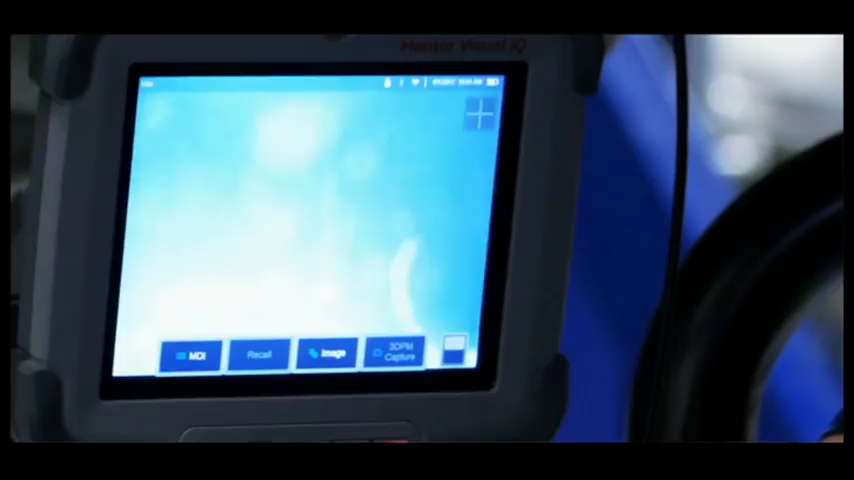 Mentor Visual iQ
MDI
Recall
Image
3DPM
Capture